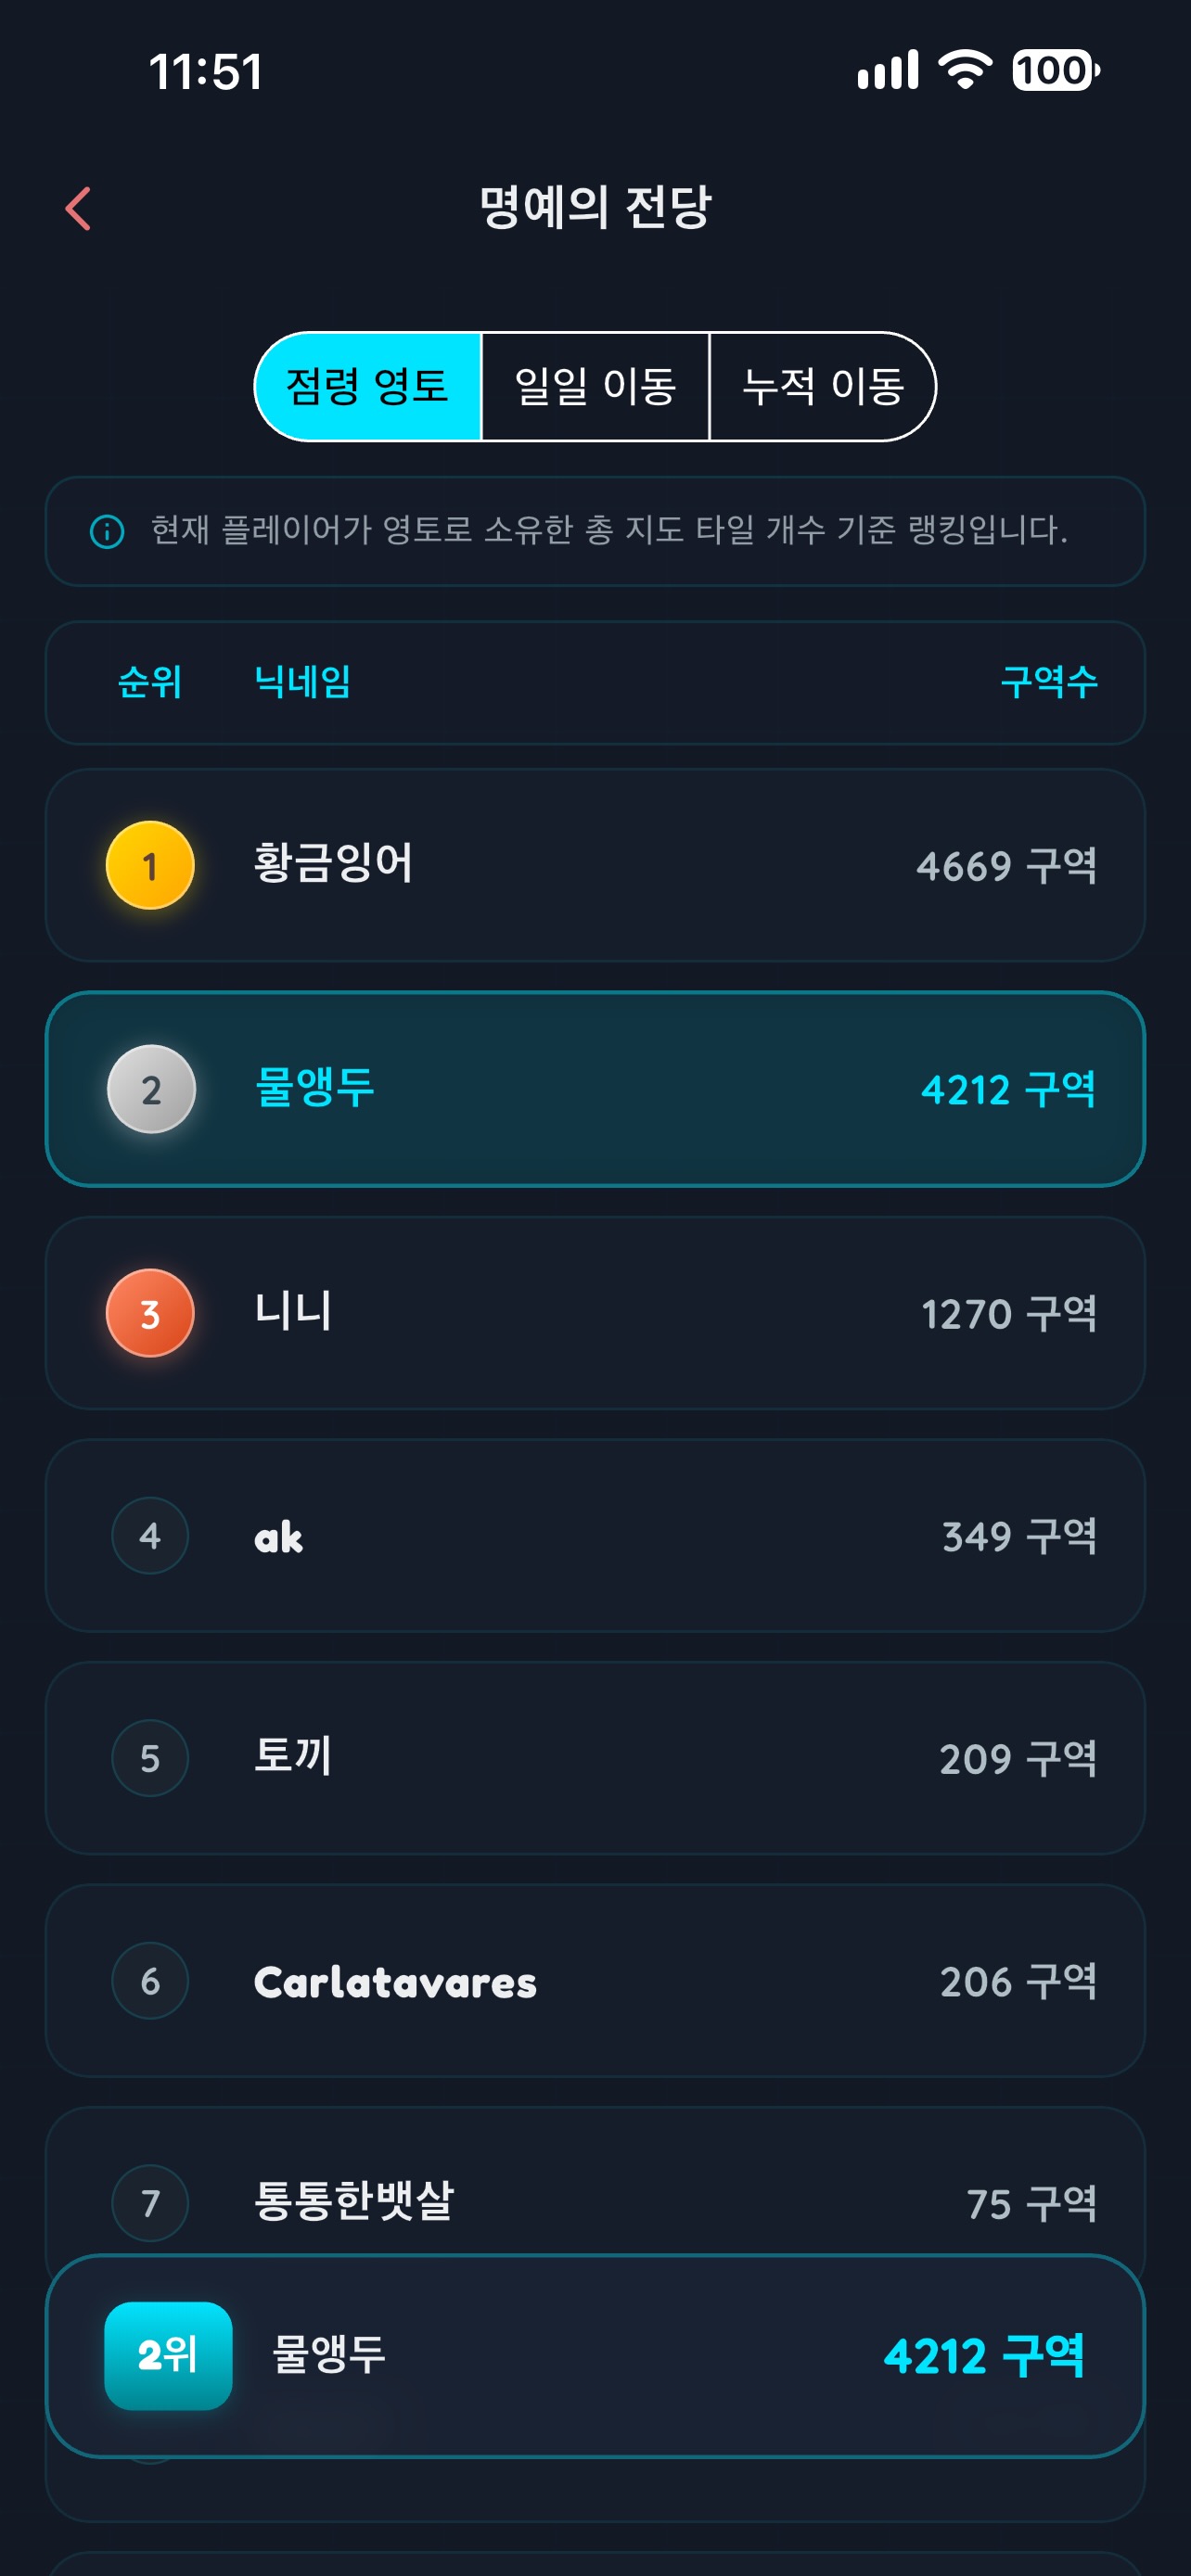 11:51
100
명예의 전당
점령 영토 일일 이동 누적 이동
현재 플레이어가 영토로 소유한 총 지도 타일 개수 기준 랭킹입니다.
순위 닉네임 구역수
1 황금잉어 4669 구역
2 물앵두 4212 구역
3 니니 1270 구역
4 ak 349 구역
5 토끼 209 구역
6 Carlatavares 206 구역
7 통통한뱃살 75 구역
2위 물앵두 4212 구역